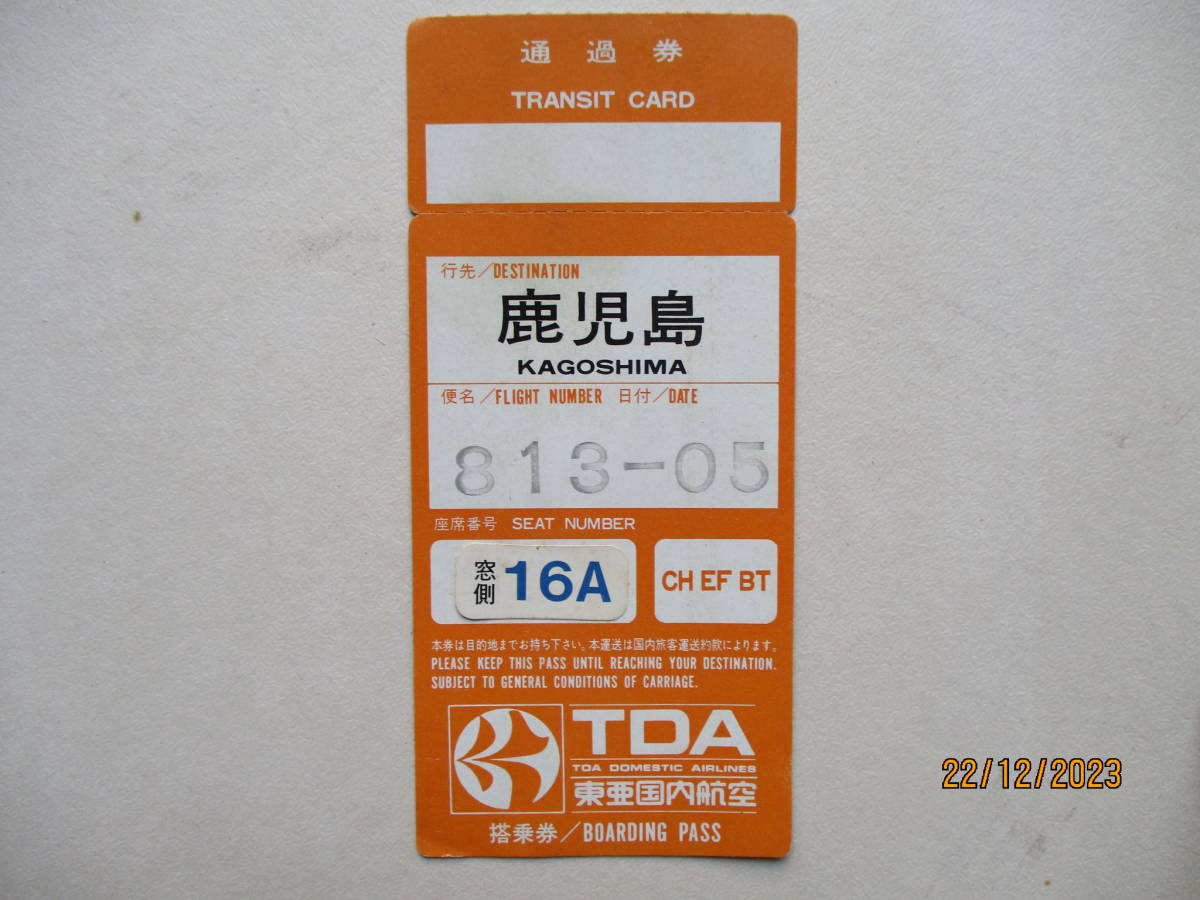 通過券
TRANSIT CARD
行先／DESTINATION
鹿児島
KAGOSHIMA
便名／FLIGHT NUMBER 日付／DATE
813-05
座席番号 SEAT NUMBER
窓側 16A
CH EF BT
本券は目的地までお持ち下さい。本運送は国内旅客運送約款によります。
PLEASE KEEP THIS PASS UNTIL REACHING YOUR DESTINATION.
SUBJECT TO GENERAL CONDITIONS OF CARRIAGE.
TDA
TOA DOMESTIC AIRLINES
東亜国内航空
搭乗券／BOARDING PASS
22/12/2023